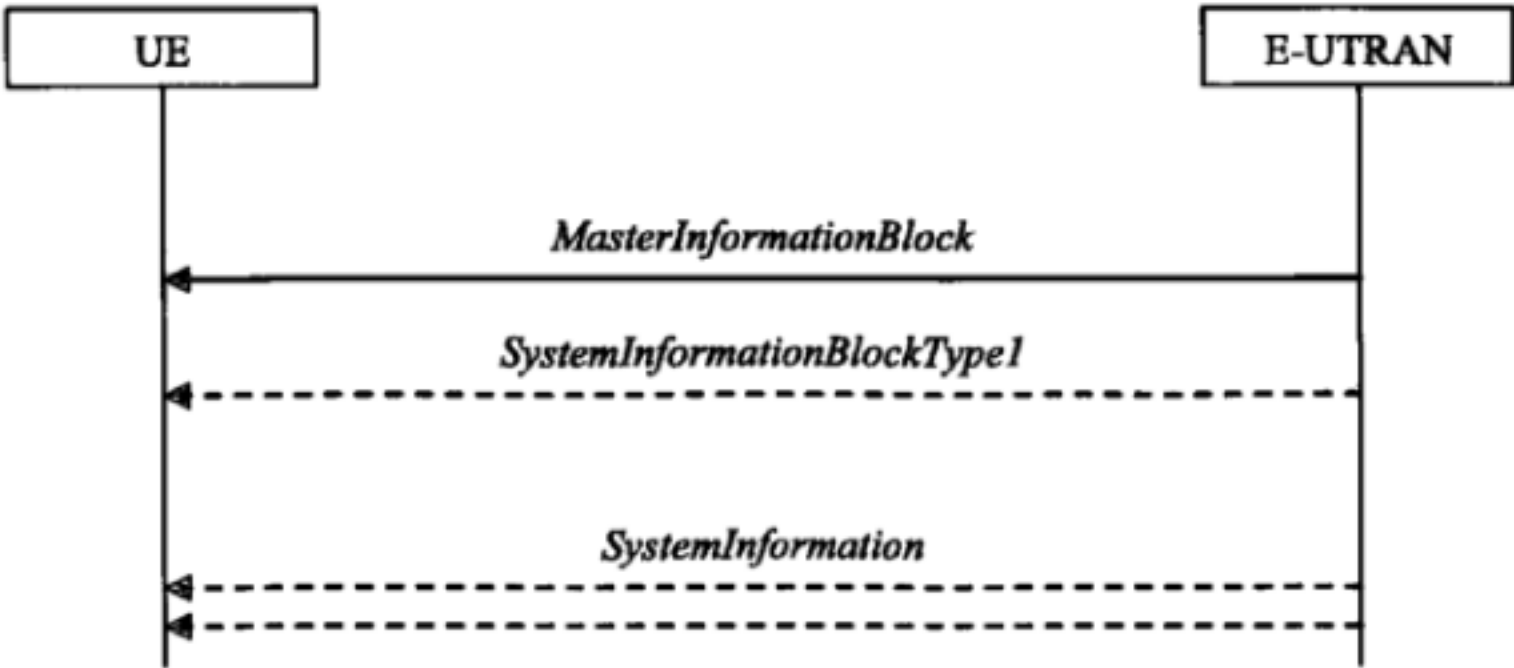 UE
E-UTRAN
MasterInformationBlock
SystemInformationBlockType1
SystemInformation